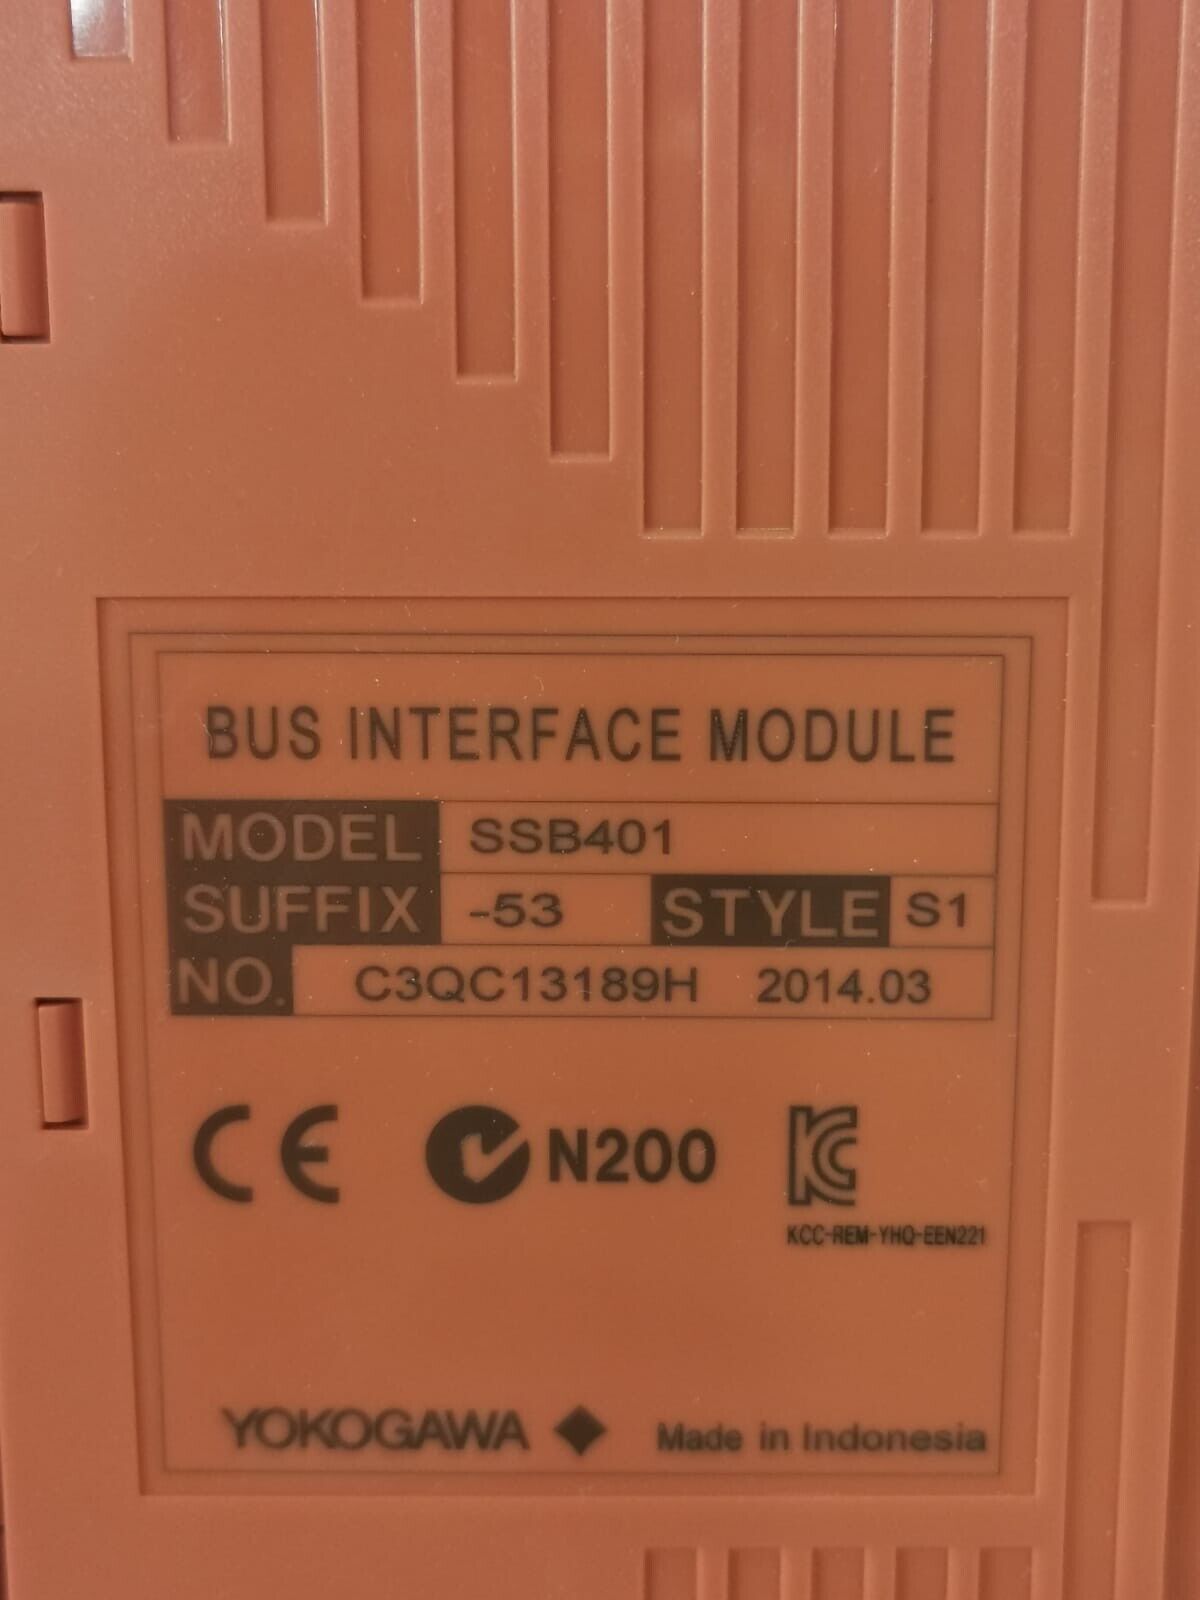 BUS INTERFACE MODULE
MODEL SSB401
SUFFIX -53 STYLE S1
NO. C3QC13189H 2014.03
CE N200 KC
KCC-REM-YHQ-EEN221
YOKOGAWA Made in Indonesia